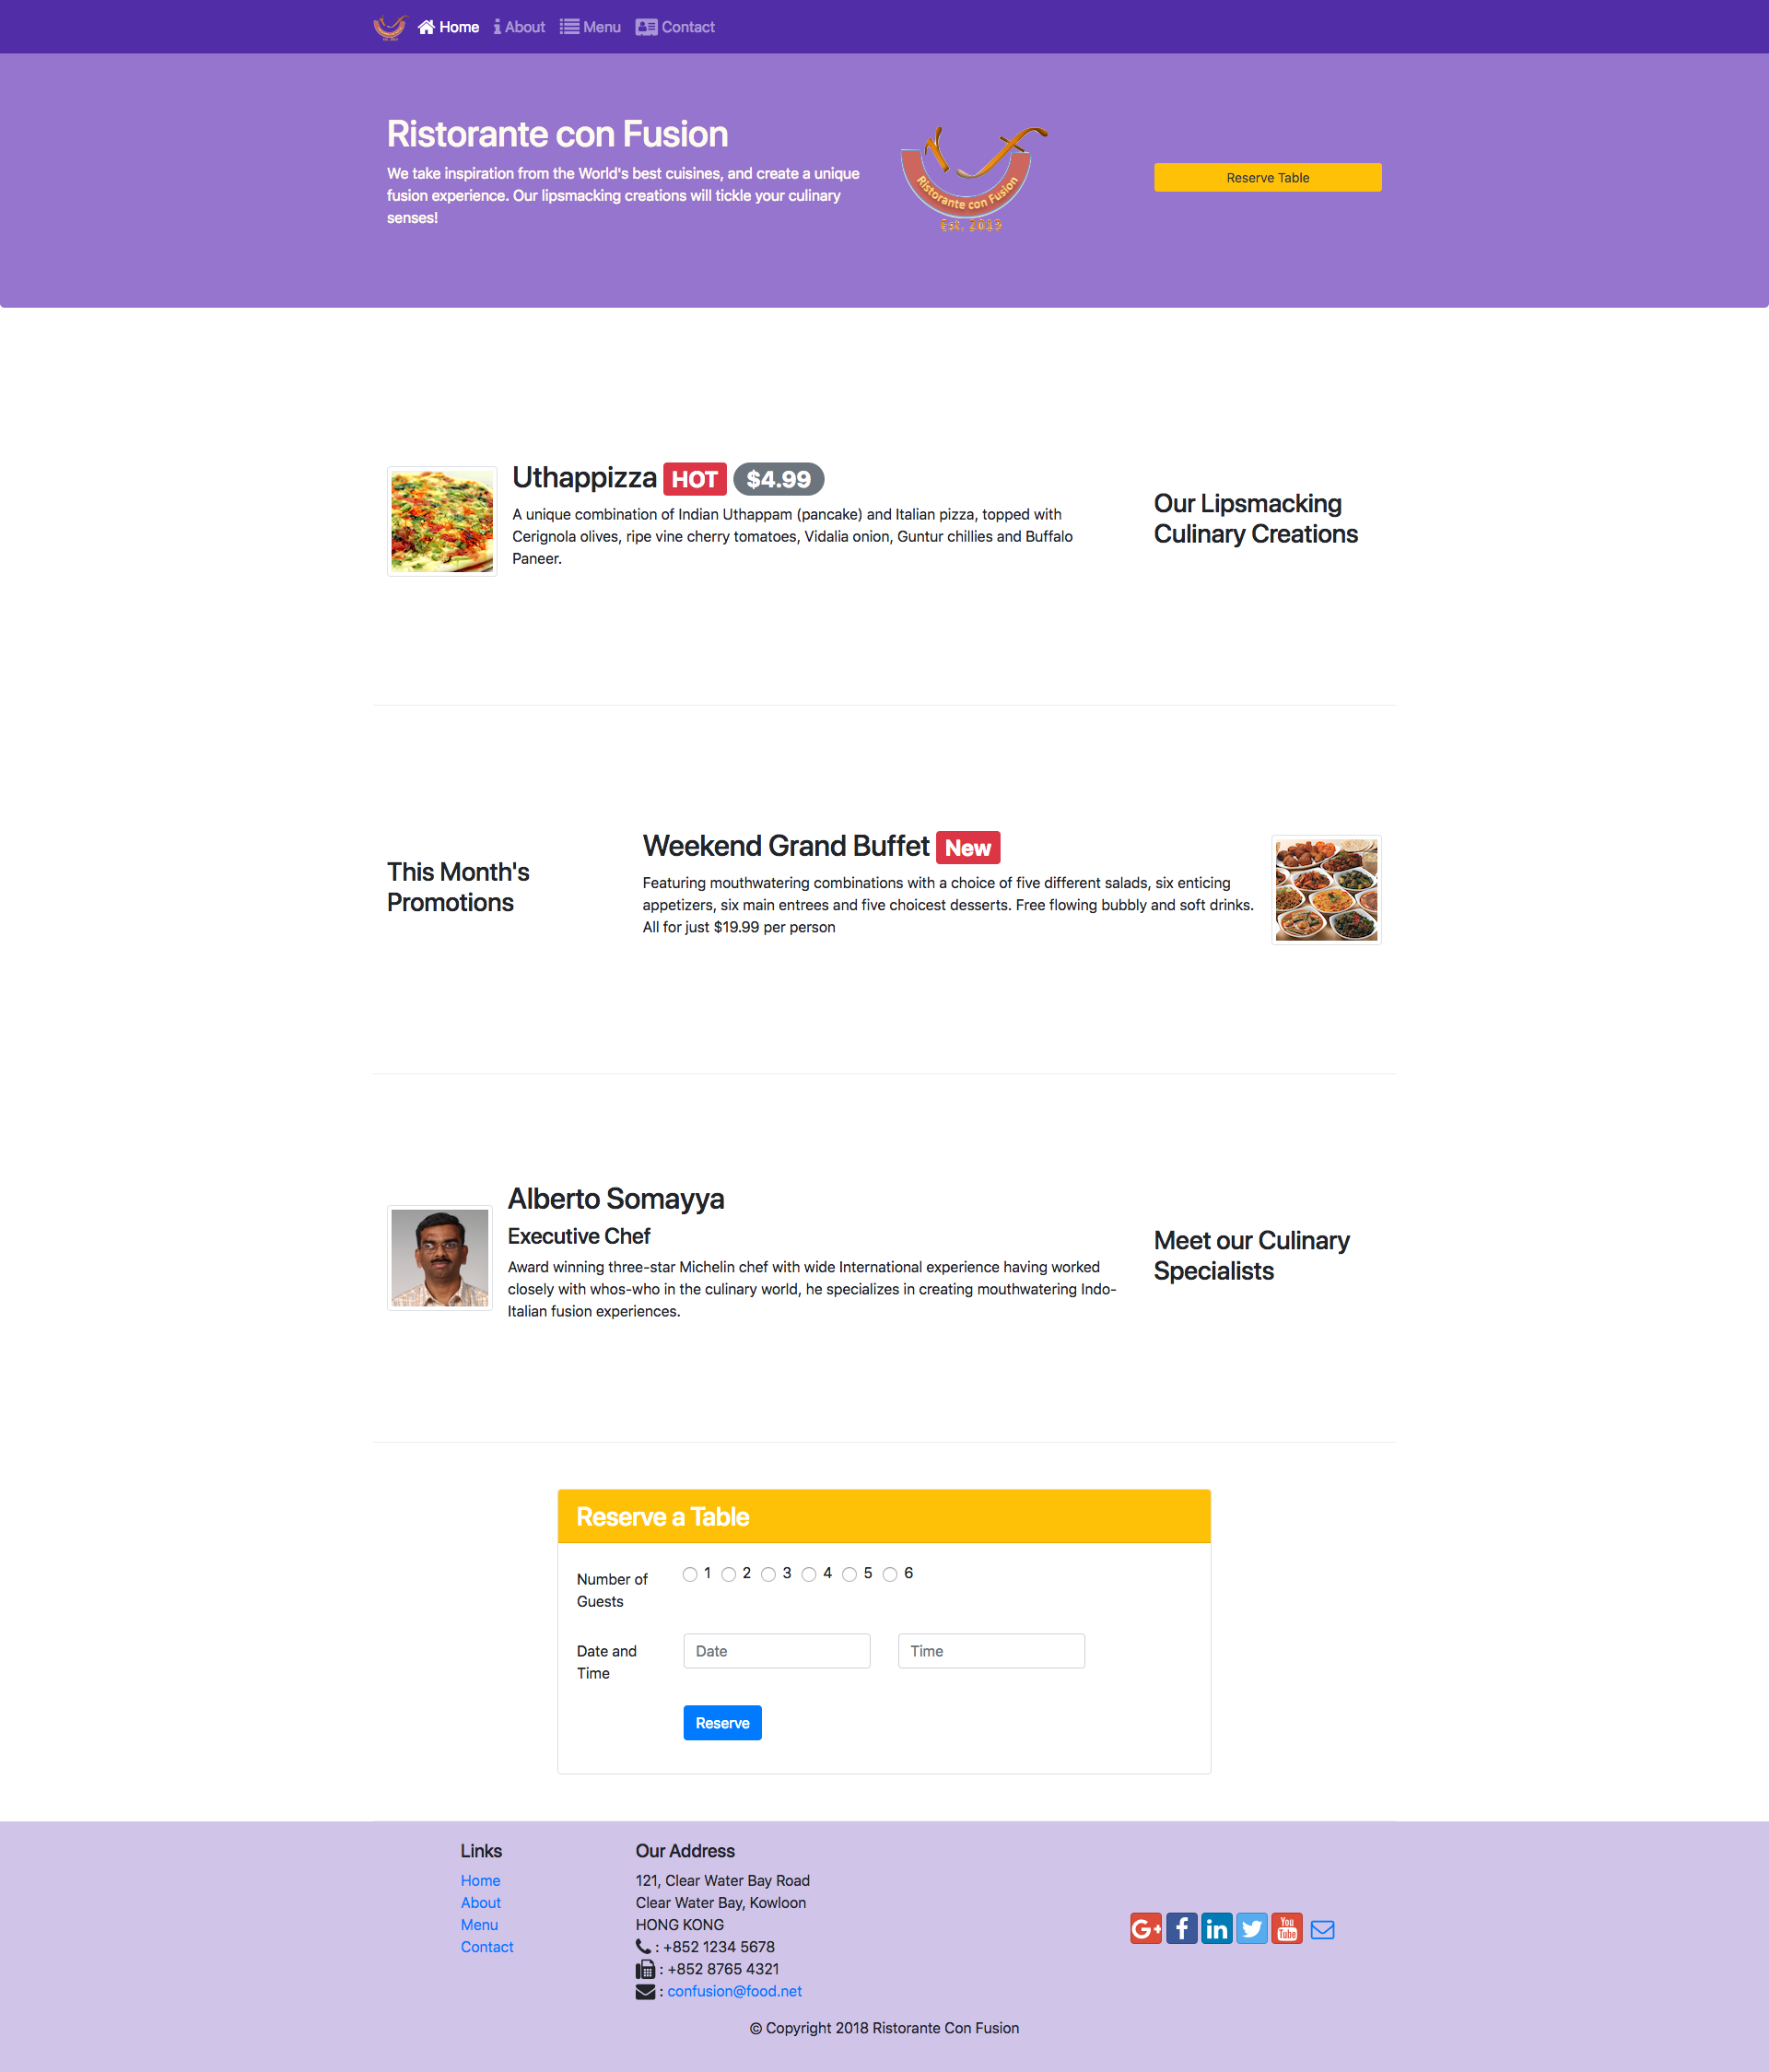 Home About Menu Contact
Ristorante con Fusion
We take inspiration from the World's best cuisines, and create a unique
fusion experience. Our lipsmacking creations will tickle your culinary
senses!
Ristorante con Fusion
Est. 2019
Reserve Table
Uthappizza HOT $4.99
A unique combination of Indian Uthappam (pancake) and Italian pizza, topped with
Cerignola olives, ripe vine cherry tomatoes, Vidalia onion, Guntur chillies and Buffalo
Paneer.
Our Lipsmacking
Culinary Creations
This Month's
Promotions
Weekend Grand Buffet New
Featuring mouthwatering combinations with a choice of five different salads, six enticing
appetizers, six main entrees and five choicest desserts. Free flowing bubbly and soft drinks.
All for just $19.99 per person
Alberto Somayya
Executive Chef
Award winning three-star Michelin chef with wide International experience having worked
closely with whos-who in the culinary world, he specializes in creating mouthwatering Indo-
Italian fusion experiences.
Meet our Culinary
Specialists
Reserve a Table
Number of
Guests
1 2 3 4 5 6
Date and
Time
Date
Time
Reserve
Links
Home
About
Menu
Contact
Our Address
121, Clear Water Bay Road
Clear Water Bay, Kowloon
HONG KONG
: +852 1234 5678
: +852 8765 4321
: confusion@food.net
G+ f in You Tube
© Copyright 2018 Ristorante Con Fusion